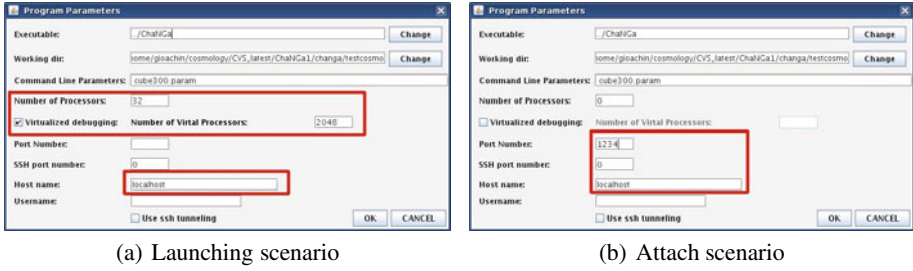 Program Parameters
Executable: ../ChaNGa Change
Working dir: iome/gioachin/cosmology/CVS_latest/ChaNGa1/changa/testcosmo Change
Command Line Parameters: cube300.param
Number of Processors: 32
Virtualized debugging: Number of Virtal Processors: 2048
Port Number:
SSH port number: 0
Host name: localhost
Username:
Use ssh tunneling OK CANCEL
(a) Launching scenario
Program Parameters
Executable: ../ChaNGa Change
Working dir: iome/gioachin/cosmology/CVS_latest/ChaNGa1/changa/testcosmo Change
Command Line Parameters: cube300.param
Number of Processors: 0
Virtualized debugging: Number of Virtal Processors:
Port Number: 1234
SSH port number: 0
Host name: localhost
Username:
Use ssh tunneling OK CANCEL
(b) Attach scenario